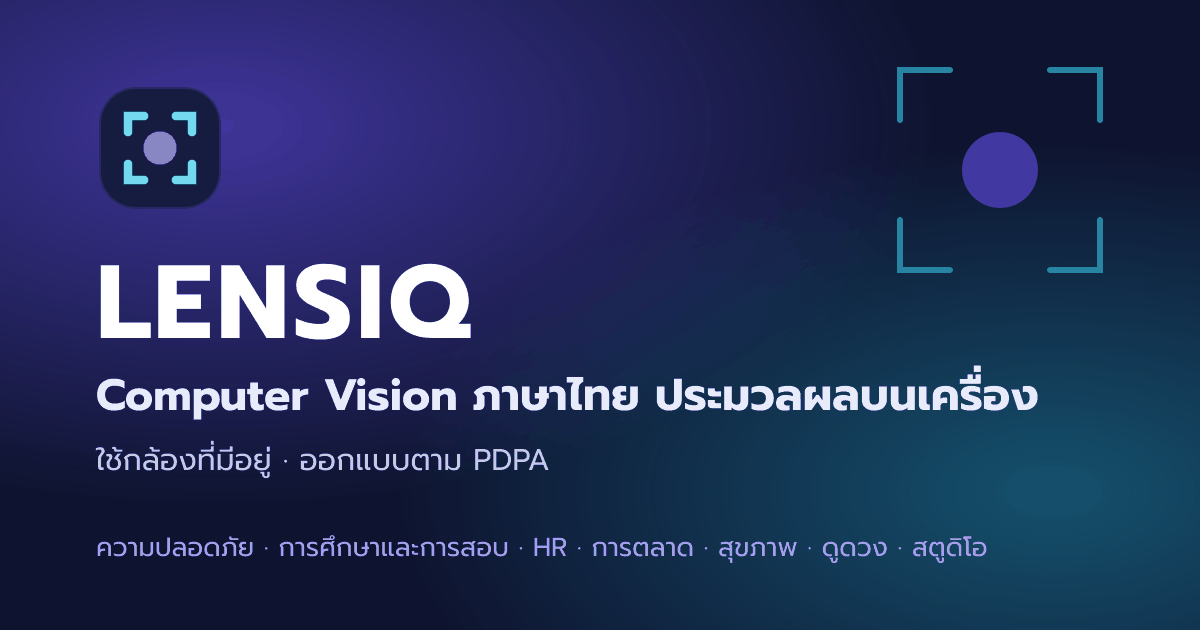 LENSIQ
Computer Vision ภาษาไทย ประมวลผลบนเครื่อง
ใช้กล้องที่มีอยู่ · ออกแบบตาม PDPA
ความปลอดภัย · การศึกษาและการสอบ · HR · การตลาด · สุขภาพ · ดูดวง · สตูดิโอ